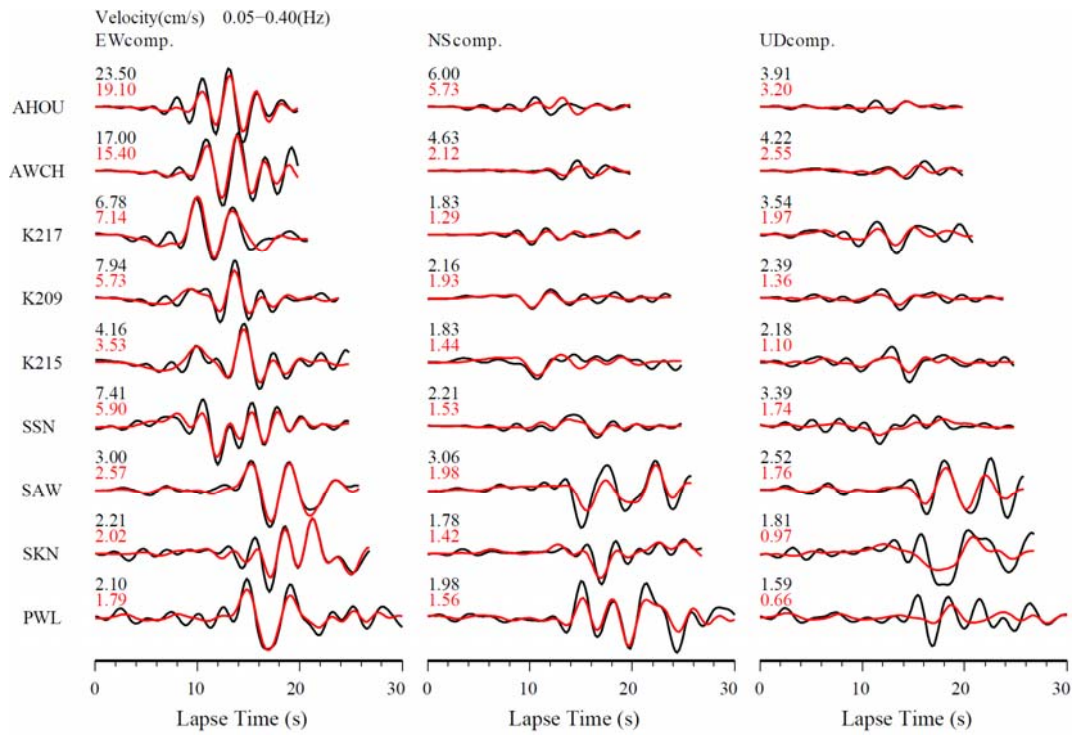 Velocity(cm/s) 0.05−0.40(Hz)
EWcomp. NScomp. UDcomp.
23.50 6.00 3.91
19.10 5.73 3.20
AHOU
17.00 4.63 4.22
15.40 2.12 2.55
AWCH
6.78 1.83 3.54
7.14 1.29 1.97
K217
7.94 2.16 2.39
5.73 1.93 1.36
K209
4.16 1.83 2.18
3.53 1.44 1.10
K215
7.41 2.21 3.39
5.90 1.53 1.74
SSN
3.00 3.06 2.52
2.57 1.98 1.76
SAW
2.21 1.78 1.81
2.02 1.42 0.97
SKN
2.10 1.98 1.59
1.79 1.56 0.66
PWL
0 10 20 30 0 10 20 30 0 10 20 30
Lapse Time (s) Lapse Time (s) Lapse Time (s)